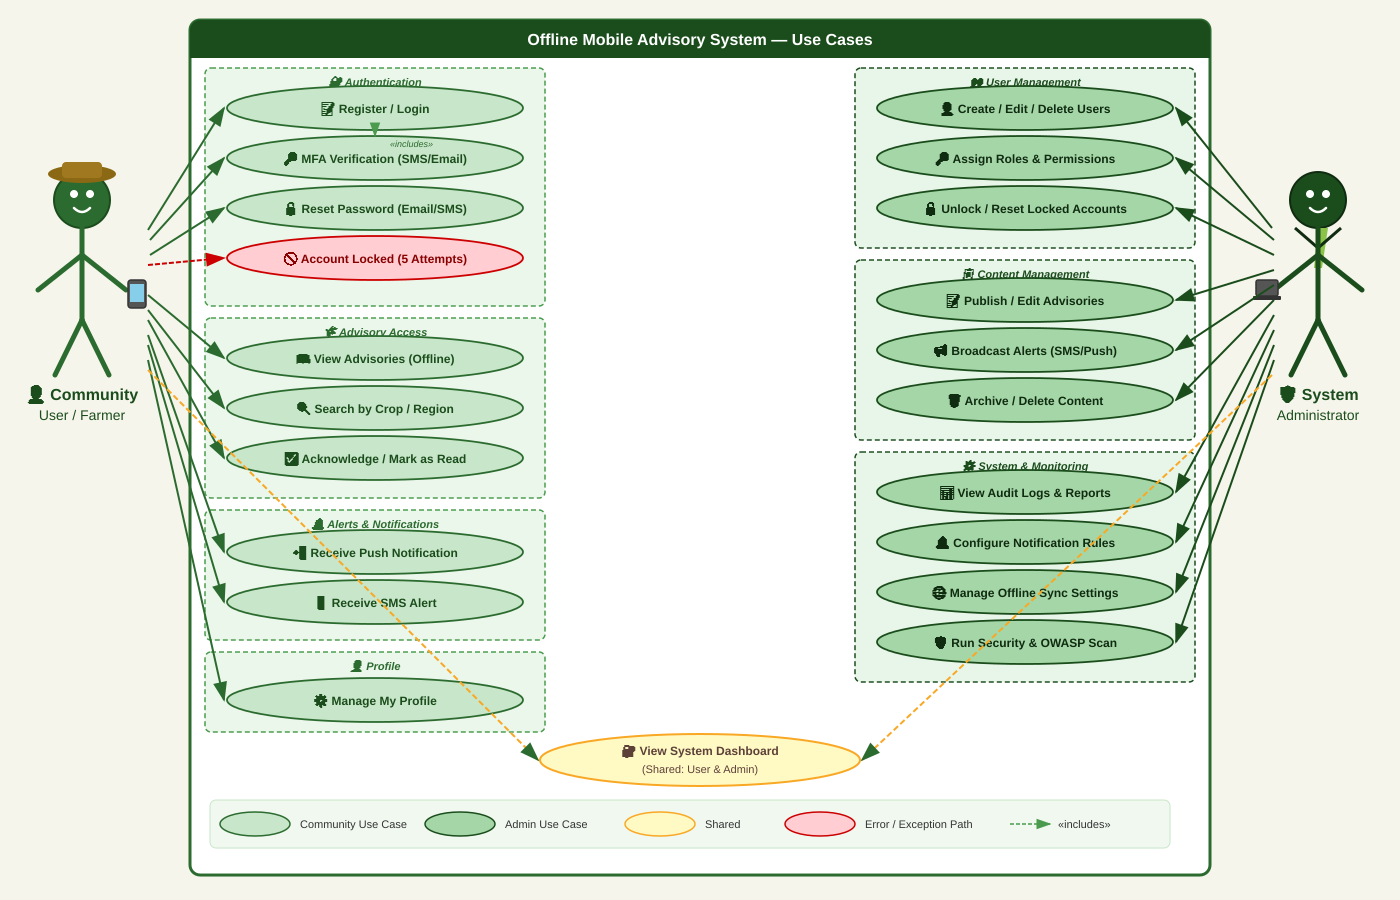 Offline Mobile Advisory System — Use Cases
Authentication
Register / Login
«includes»
MFA Verification (SMS/Email)
Reset Password (Email/SMS)
Account Locked (5 Attempts)
Advisory Access
View Advisories (Offline)
Search by Crop / Region
Acknowledge / Mark as Read
Alerts & Notifications
Receive Push Notification
Receive SMS Alert
Profile
Manage My Profile
Community
User / Farmer
User Management
Create / Edit / Delete Users
Assign Roles & Permissions
Unlock / Reset Locked Accounts
Content Management
Publish / Edit Advisories
Broadcast Alerts (SMS/Push)
Archive / Delete Content
System & Monitoring
View Audit Logs & Reports
Configure Notification Rules
Manage Offline Sync Settings
Run Security & OWASP Scan
System
Administrator
View System Dashboard
(Shared: User & Admin)
Community Use Case
Admin Use Case
Shared
Error / Exception Path
«includes»